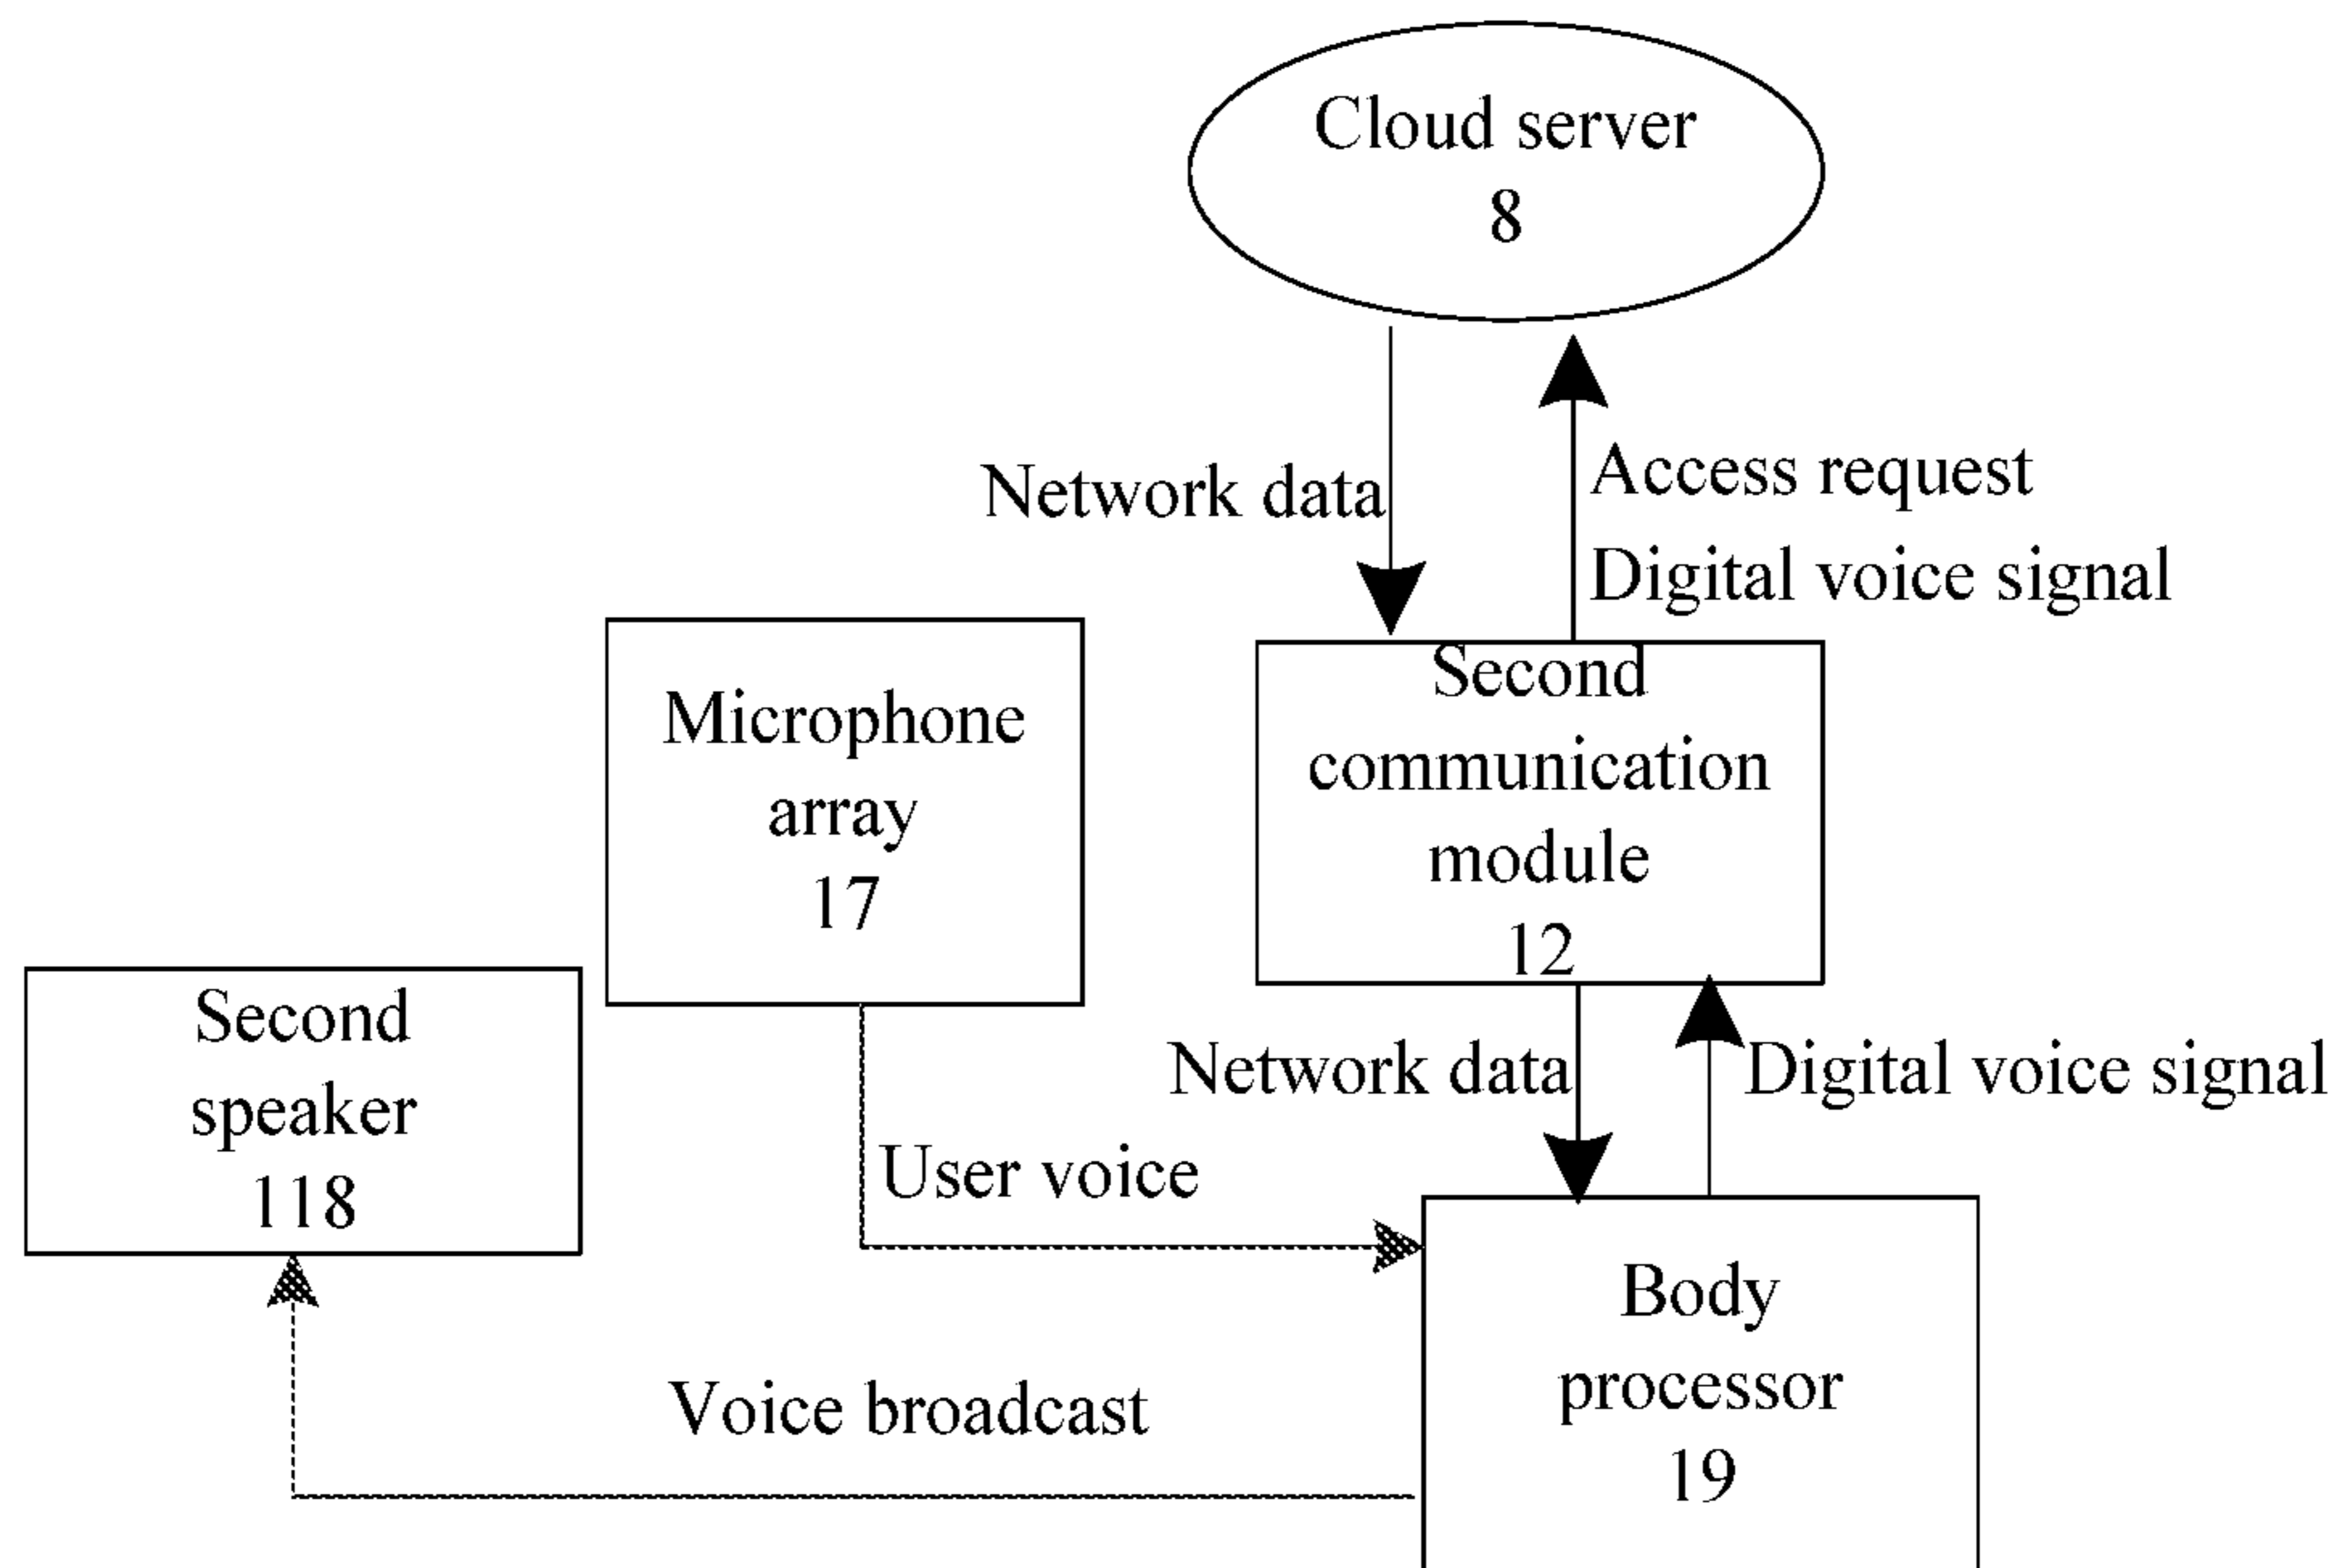 Cloud server
8
Network data
Access request
Digital voice signal
Microphone
array
17
Second
communication
module
12
Second
speaker
118
Network data
Digital voice signal
User voice
Body
processor
19
Voice broadcast